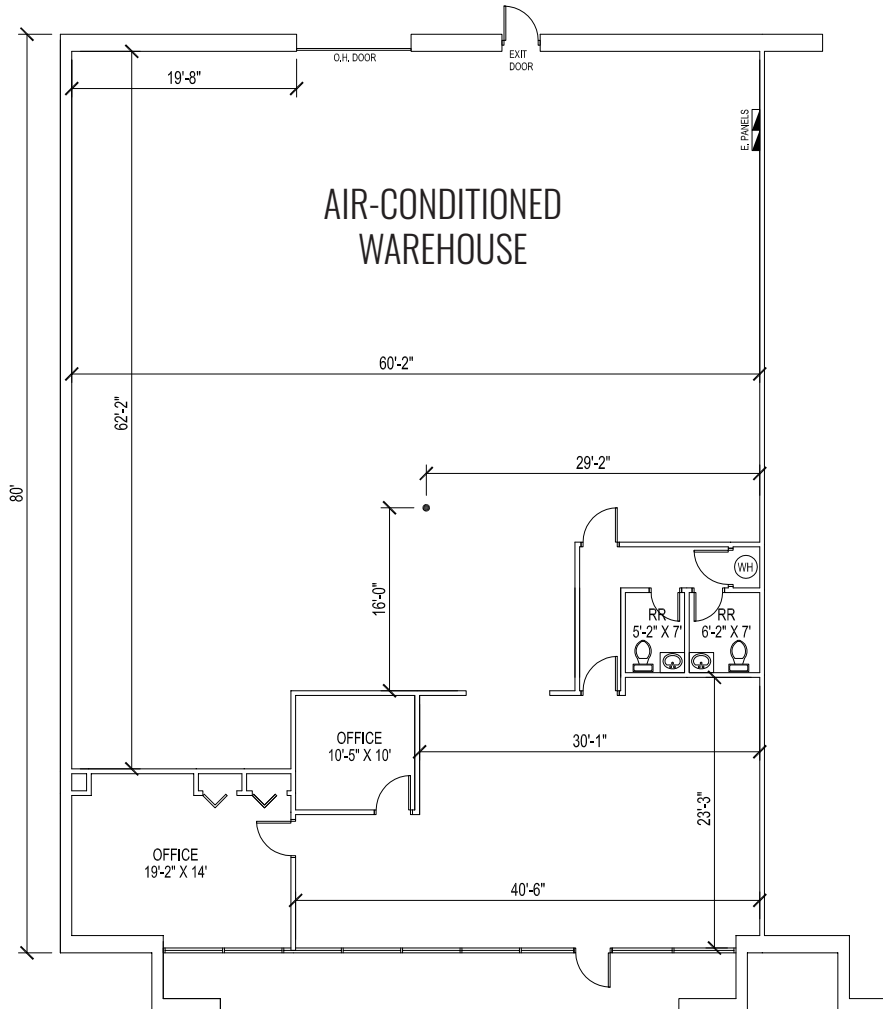 O.H. DOOR
EXIT
DOOR
19'-8"
E. PANELS
AIR-CONDITIONED
WAREHOUSE
60'-2"
62'-2"
29'-2"
80'
16'-0"
WH
RR
5'-2" X 7'
RR
6'-2" X 7'
OFFICE
10'-5" X 10'
30'-1"
23'-3"
OFFICE
19'-2" X 14'
40'-6"